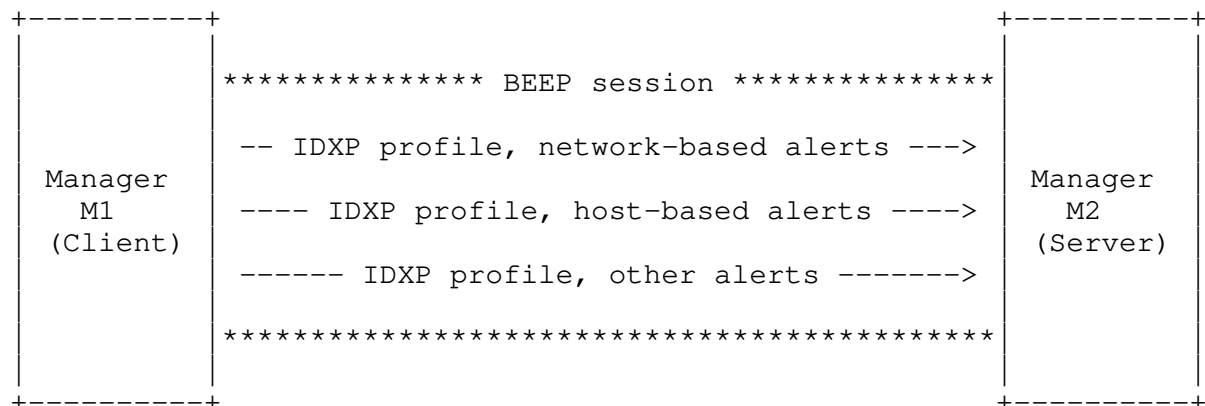 *************** BEEP session ***************
-- IDXP profile, network-based alerts --->
Manager M1 (Client)
---- IDXP profile, host-based alerts ---->
Manager M2 (Server)
------ IDXP profile, other alerts ------->
********************************************